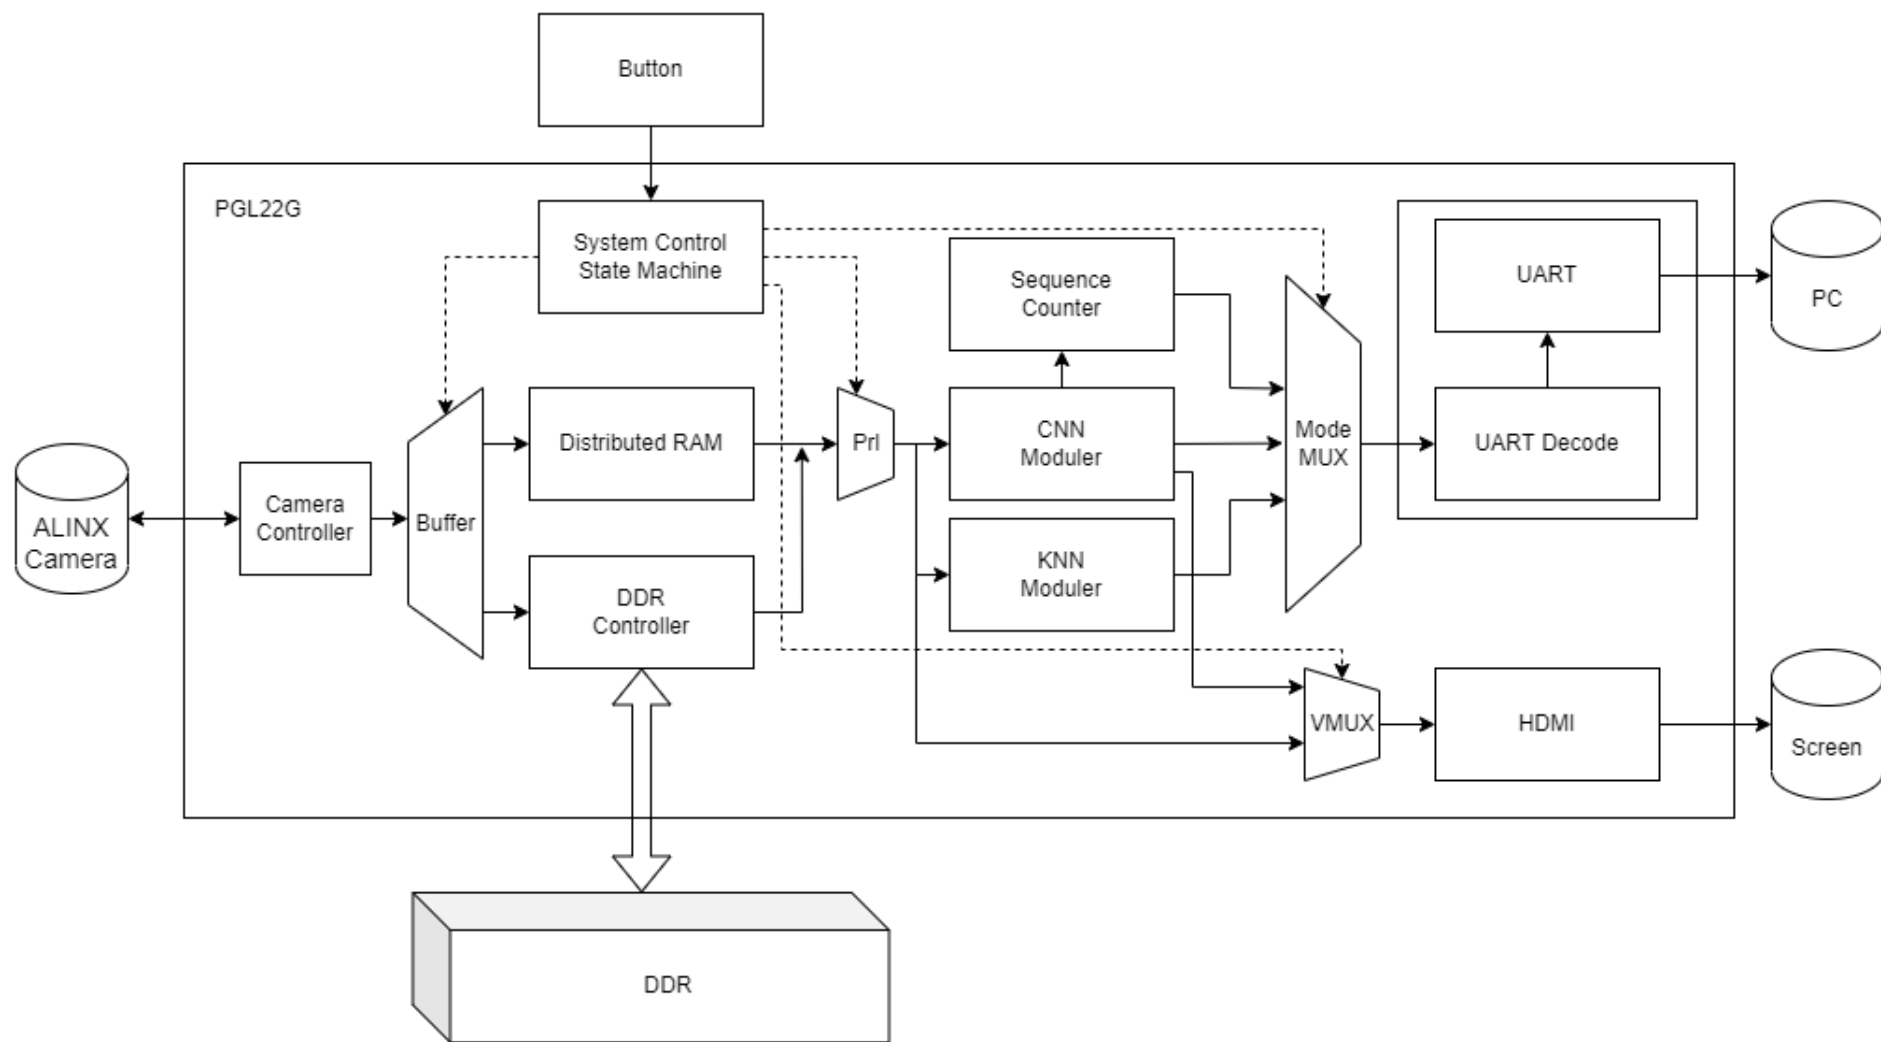 Button
PGL22G
System Control
State Machine
Sequence
Counter
UART
PC
Distributed RAM
Prl
CNN
Moduler
Mode
MUX
UART Decode
ALINX
Camera
Camera
Controller
Buffer
DDR
Controller
KNN
Moduler
VMUX
HDMI
Screen
DDR